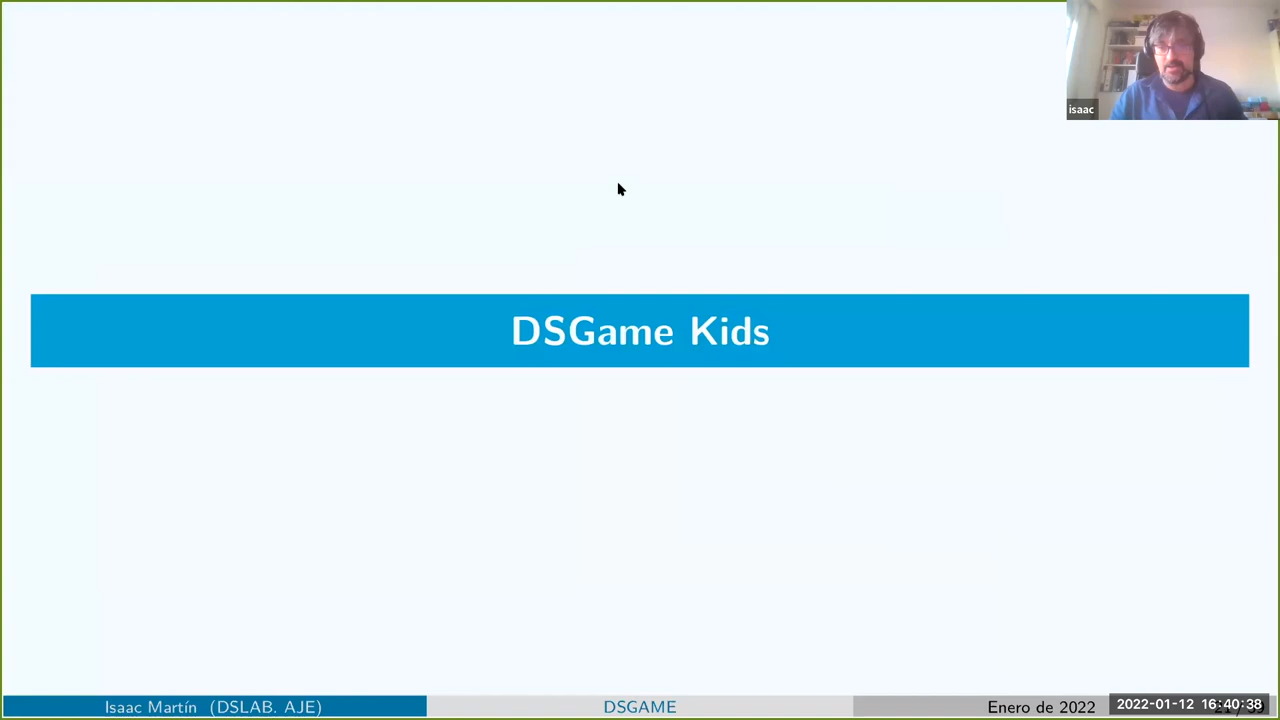 isaac
DSGame Kids
Isaac Martín (DSLAB. AJE)
DSGAME
Enero de 2022
2022-01-12 16:40:38